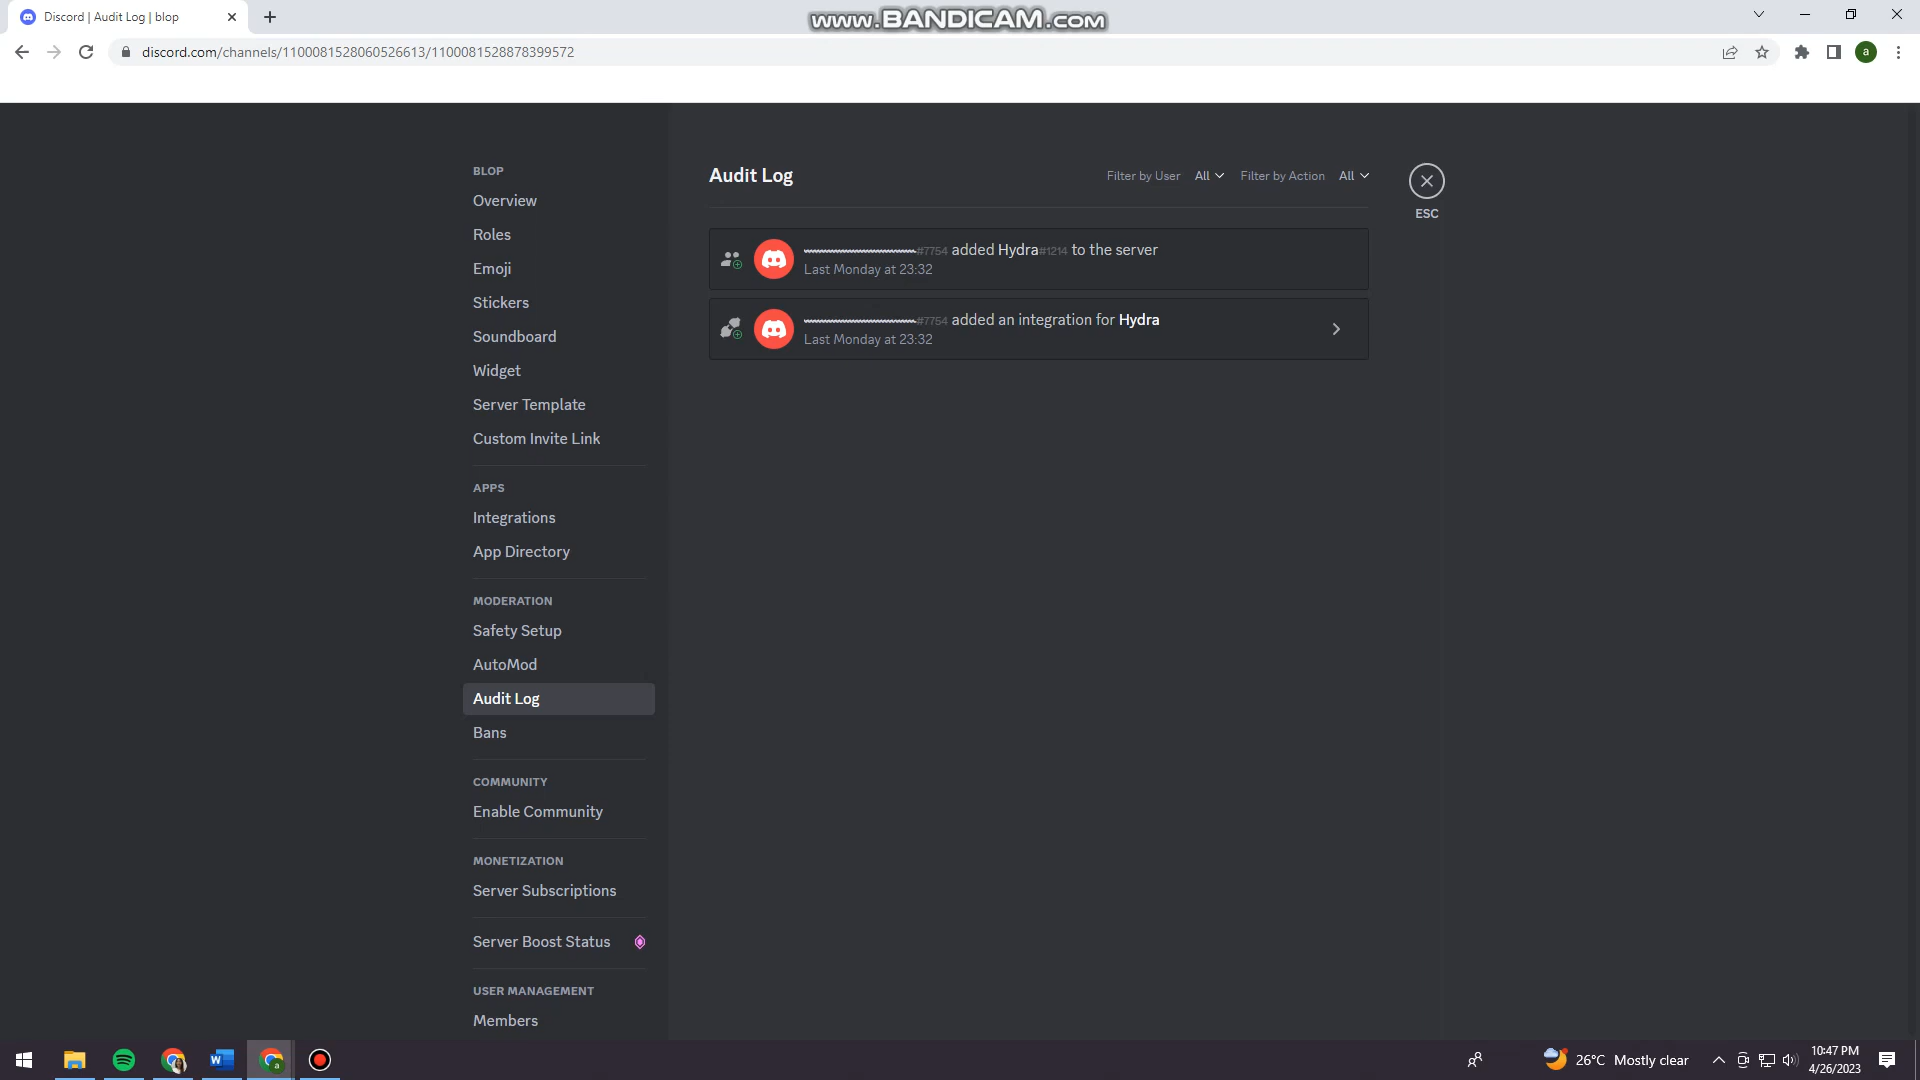 Discord | Audit Log | blop
www.BANDICAM.com
discord.com/channels/1100081528060526613/1100081528878399572
a
BLOP
Overview
Roles
Emoji
Stickers
Soundboard
Widget
Server Template
Custom Invite Link
APPS
Integrations
App Directory
MODERATION
Safety Setup
AutoMod
Audit Log
Bans
COMMUNITY
Enable Community
MONETIZATION
Server Subscriptions
Server Boost Status
USER MANAGEMENT
Members
Audit Log
Filter by User All Filter by Action All
ESC
#7754 added Hydra#1214 to the server
Last Monday at 23:32
#7754 added an integration for Hydra
Last Monday at 23:32
26°C Mostly clear
10:47 PM
4/26/2023